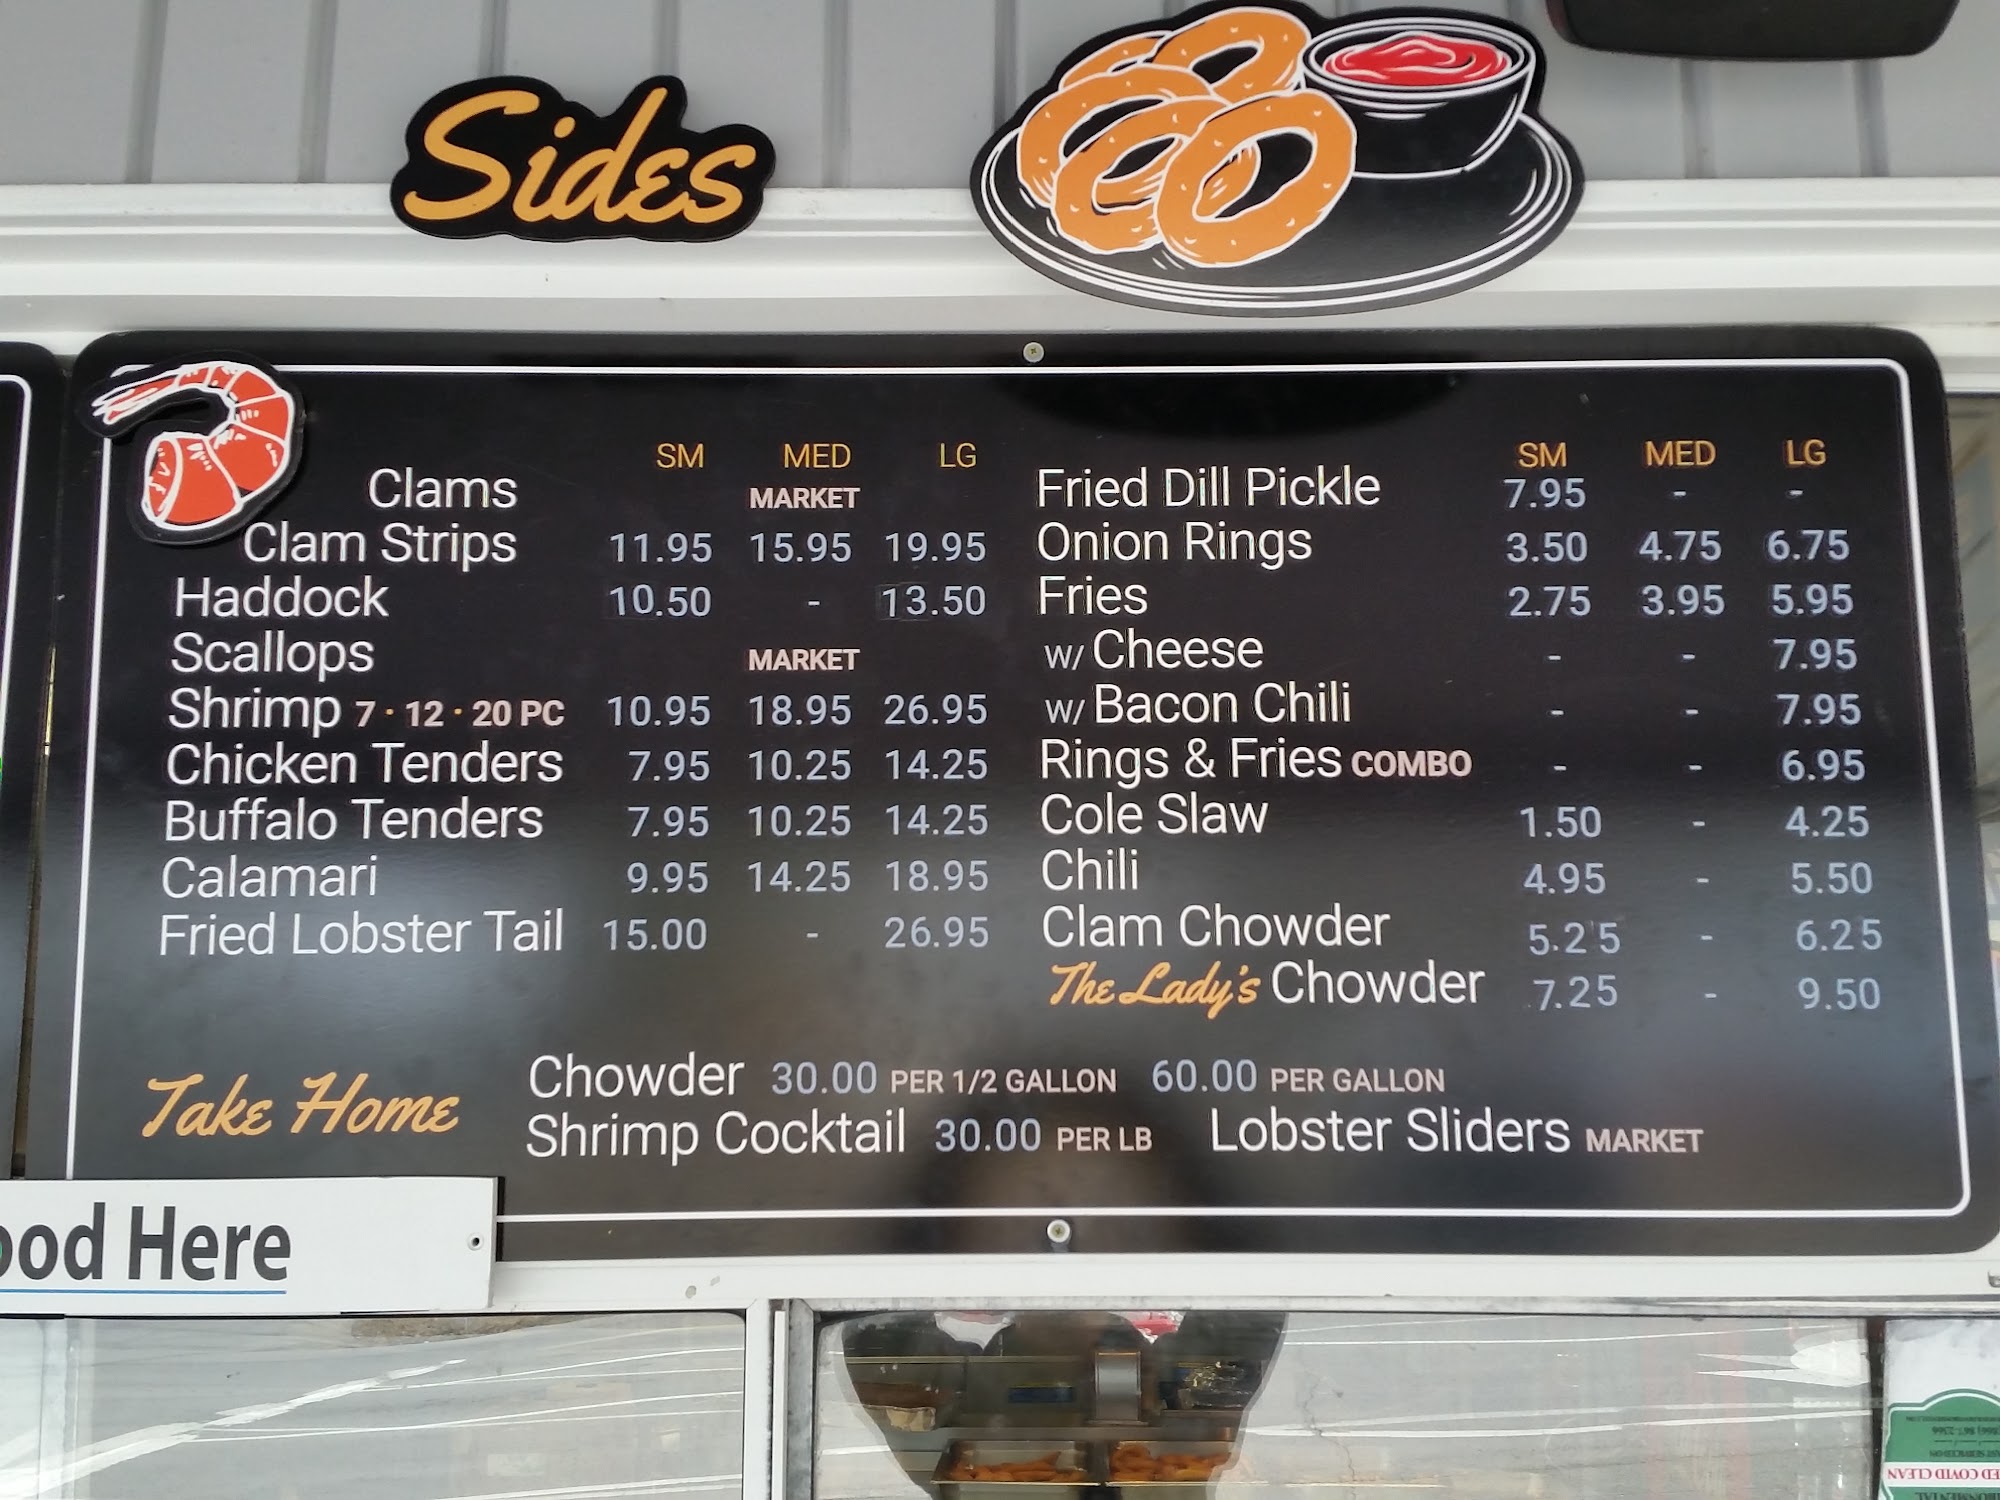 Sides
SM MED LG
Clams MARKET
Clam Strips 11.95 15.95 19.95
Haddock 10.50 - 13.50
Scallops MARKET
Shrimp 7 · 12 · 20 PC 10.95 18.95 26.95
Chicken Tenders 7.95 10.25 14.25
Buffalo Tenders 7.95 10.25 14.25
Calamari 9.95 14.25 18.95
Fried Lobster Tail 15.00 - 26.95
SM MED LG
Fried Dill Pickle 7.95 - -
Onion Rings 3.50 4.75 6.75
Fries 2.75 3.95 5.95
W/ Cheese - - 7.95
W/ Bacon Chili - - 7.95
Rings & Fries COMBO - - 6.95
Cole Slaw 1.50 - 4.25
Chili 4.95 - 5.50
Clam Chowder 5.25 - 6.25
The Lady's Chowder 7.25 - 9.50
Take Home
Chowder 30.00 PER 1/2 GALLON 60.00 PER GALLON
Shrimp Cocktail 30.00 PER LB Lobster Sliders MARKET
ood Here